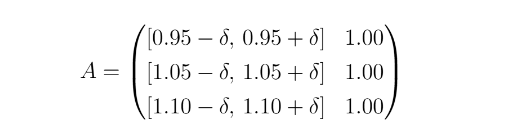 [0.95 − δ, 0.95 + δ] 1.00
A = [1.05 − δ, 1.05 + δ] 1.00
[1.10 − δ, 1.10 + δ] 1.00